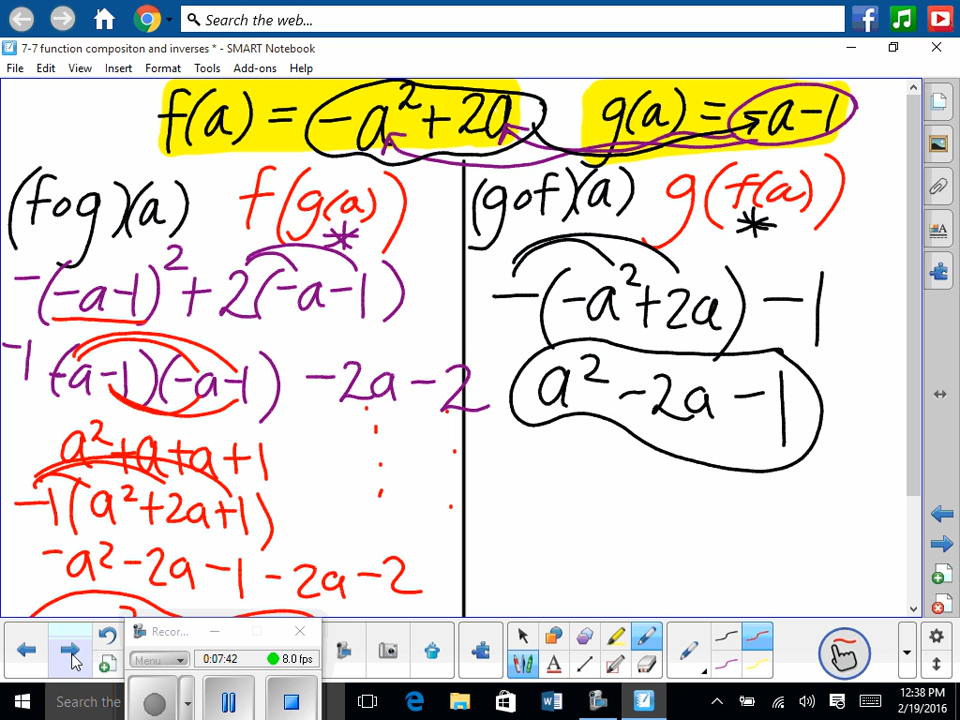 Search the web...
7-7 function compositon and inverses * - SMART Notebook
File Edit View Insert Format Tools Add-ons Help
f(a) = -a² + 2a g(a) = -a - 1
(fog)(a) f(g(a)) (gof)(a) g(f(a))
* *
-(-a-1)² + 2(-a-1)
-(-a²+2a) - 1
-1 (-a-1)(-a-1) -2a - 2
a² - 2a - 1
a²+a+a+1
-1(a²+2a+1)
-a² - 2a - 1 - 2a - 2
Recor...
Menu 0:07:42 8.0 fps
Search the
12:38 PM
2/19/2016